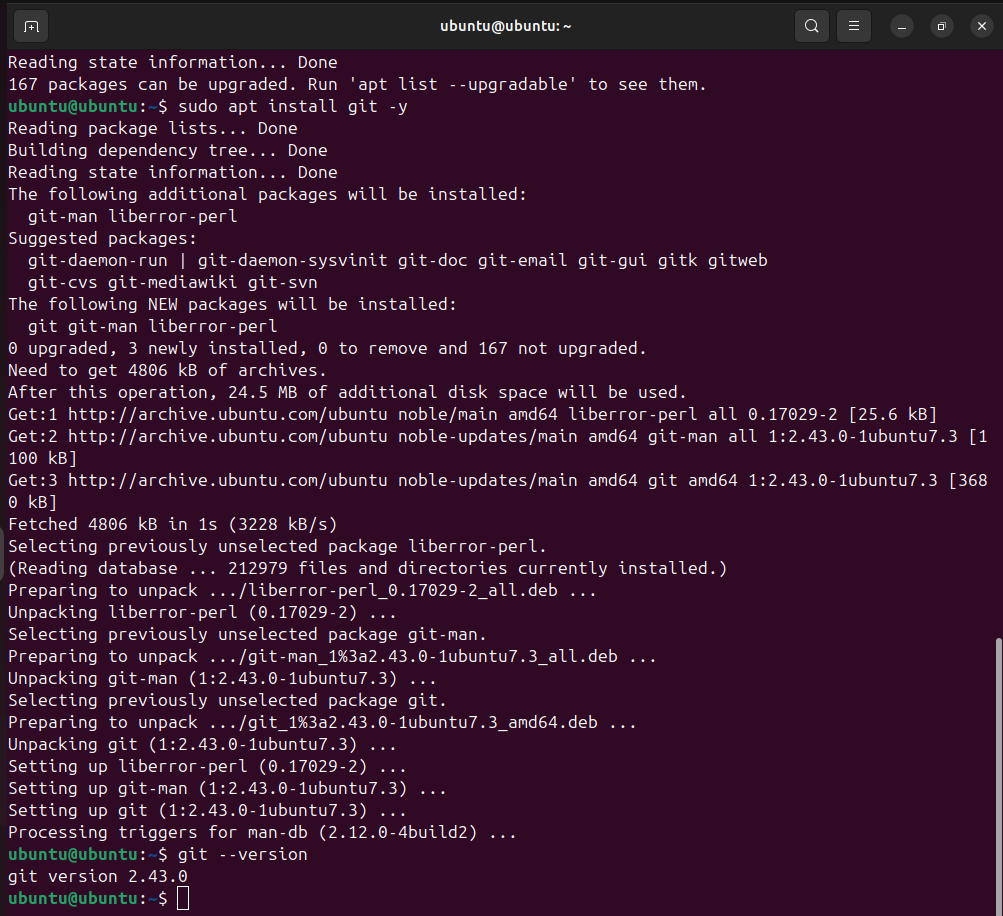 ubuntu@ubuntu: ~
Reading state information... Done
167 packages can be upgraded. Run 'apt list --upgradable' to see them.
ubuntu@ubuntu:~$ sudo apt install git -y
Reading package lists... Done
Building dependency tree... Done
Reading state information... Done
The following additional packages will be installed:
  git-man liberror-perl
Suggested packages:
  git-daemon-run | git-daemon-sysvinit git-doc git-email git-gui gitk gitweb
  git-cvs git-mediawiki git-svn
The following NEW packages will be installed:
  git git-man liberror-perl
0 upgraded, 3 newly installed, 0 to remove and 167 not upgraded.
Need to get 4806 kB of archives.
After this operation, 24.5 MB of additional disk space will be used.
Get:1 http://archive.ubuntu.com/ubuntu noble/main amd64 liberror-perl all 0.17029-2 [25.6 kB]
Get:2 http://archive.ubuntu.com/ubuntu noble-updates/main amd64 git-man all 1:2.43.0-1ubuntu7.3 [1
100 kB]
Get:3 http://archive.ubuntu.com/ubuntu noble-updates/main amd64 git amd64 1:2.43.0-1ubuntu7.3 [368
0 kB]
Fetched 4806 kB in 1s (3228 kB/s)
Selecting previously unselected package liberror-perl.
(Reading database ... 212979 files and directories currently installed.)
Preparing to unpack .../liberror-perl_0.17029-2_all.deb ...
Unpacking liberror-perl (0.17029-2) ...
Selecting previously unselected package git-man.
Preparing to unpack .../git-man_1%3a2.43.0-1ubuntu7.3_all.deb ...
Unpacking git-man (1:2.43.0-1ubuntu7.3) ...
Selecting previously unselected package git.
Preparing to unpack .../git_1%3a2.43.0-1ubuntu7.3_amd64.deb ...
Unpacking git (1:2.43.0-1ubuntu7.3) ...
Setting up liberror-perl (0.17029-2) ...
Setting up git-man (1:2.43.0-1ubuntu7.3) ...
Setting up git (1:2.43.0-1ubuntu7.3) ...
Processing triggers for man-db (2.12.0-4build2) ...
ubuntu@ubuntu:~$ git --version
git version 2.43.0
ubuntu@ubuntu:~$